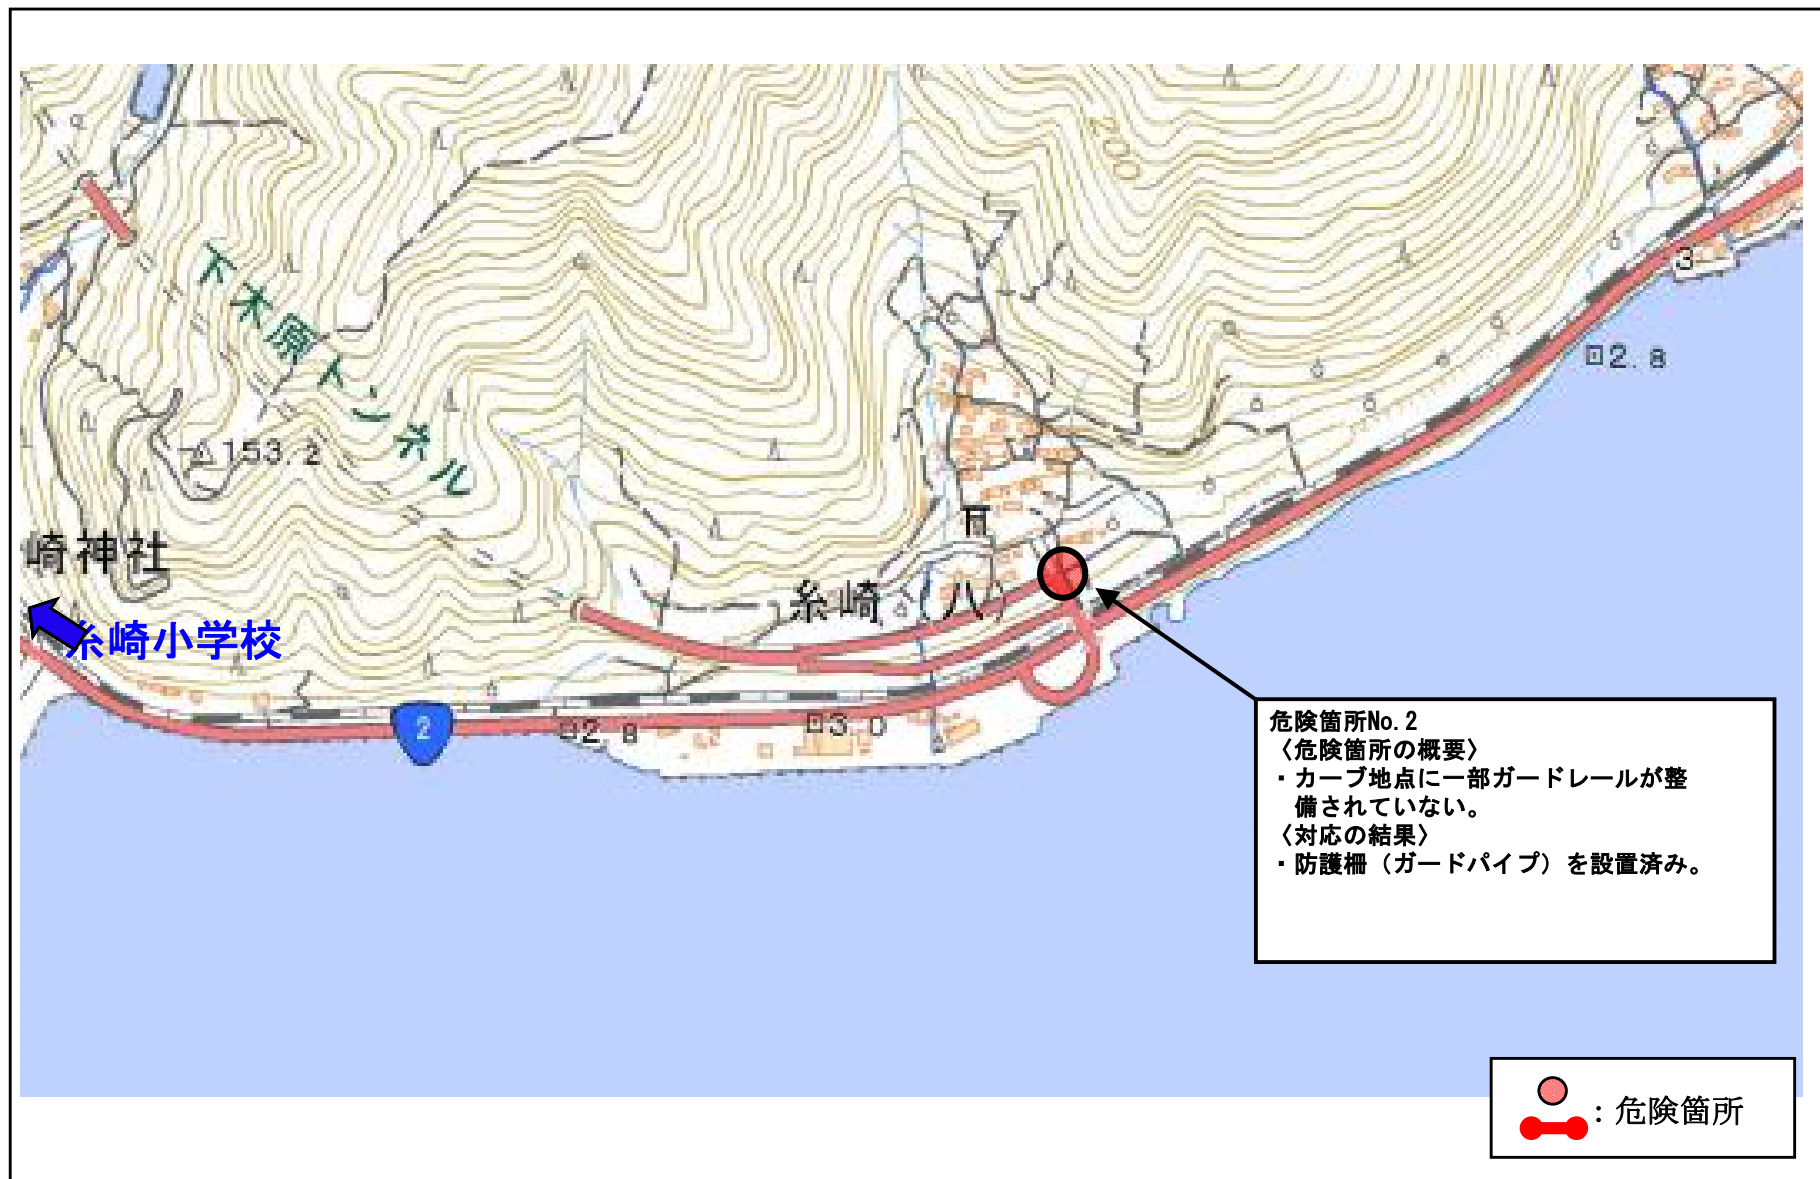 200
下木原トンネル
3
2.8
153.2
崎神社
糸崎(八)
糸崎小学校
2
2.8
3.0
危険箇所No.2
〈危険箇所の概要〉
・カーブ地点に一部ガードレールが整
備されていない。
〈対応の結果〉
・防護柵（ガードパイプ）を設置済み。
：危険箇所